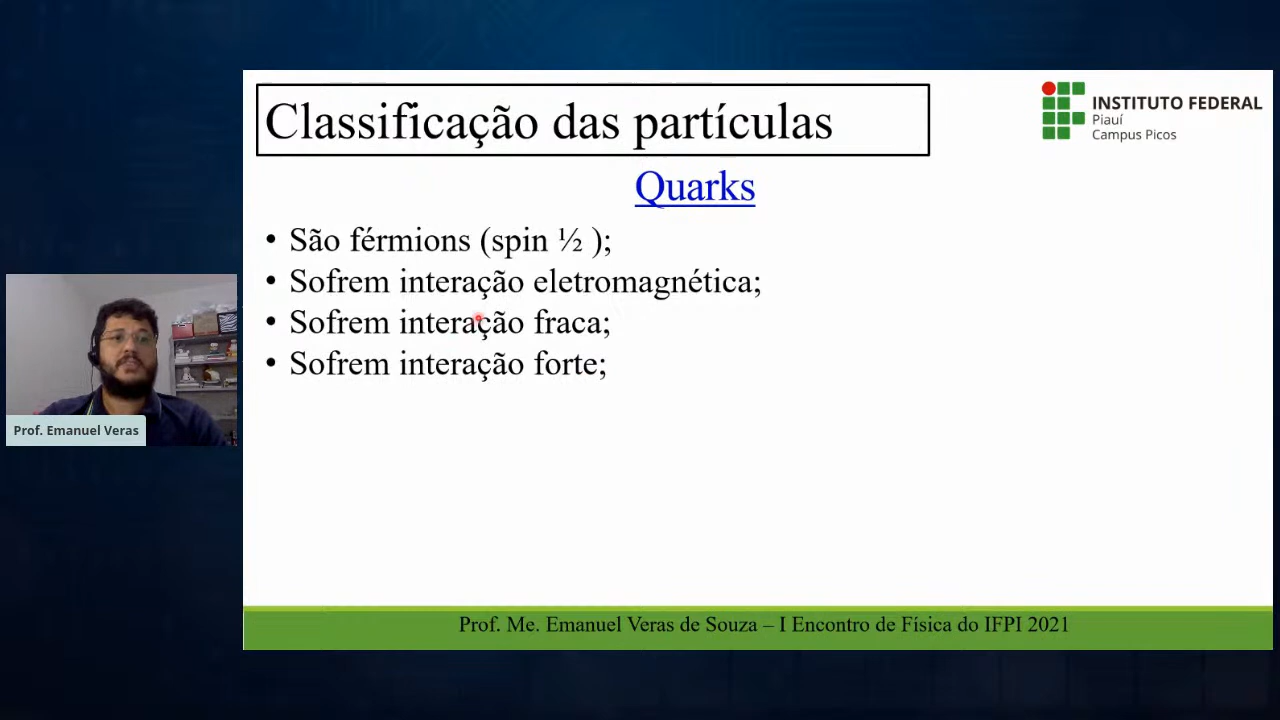 Classificação das partículas
INSTITUTO FEDERAL
Piauí
Campus Picos
Quarks
• São férmions (spin ½ );
• Sofrem interação eletromagnética;
• Sofrem interação fraca;
• Sofrem interação forte;
Prof. Emanuel Veras
Prof. Me. Emanuel Veras de Souza – I Encontro de Física do IFPI 2021